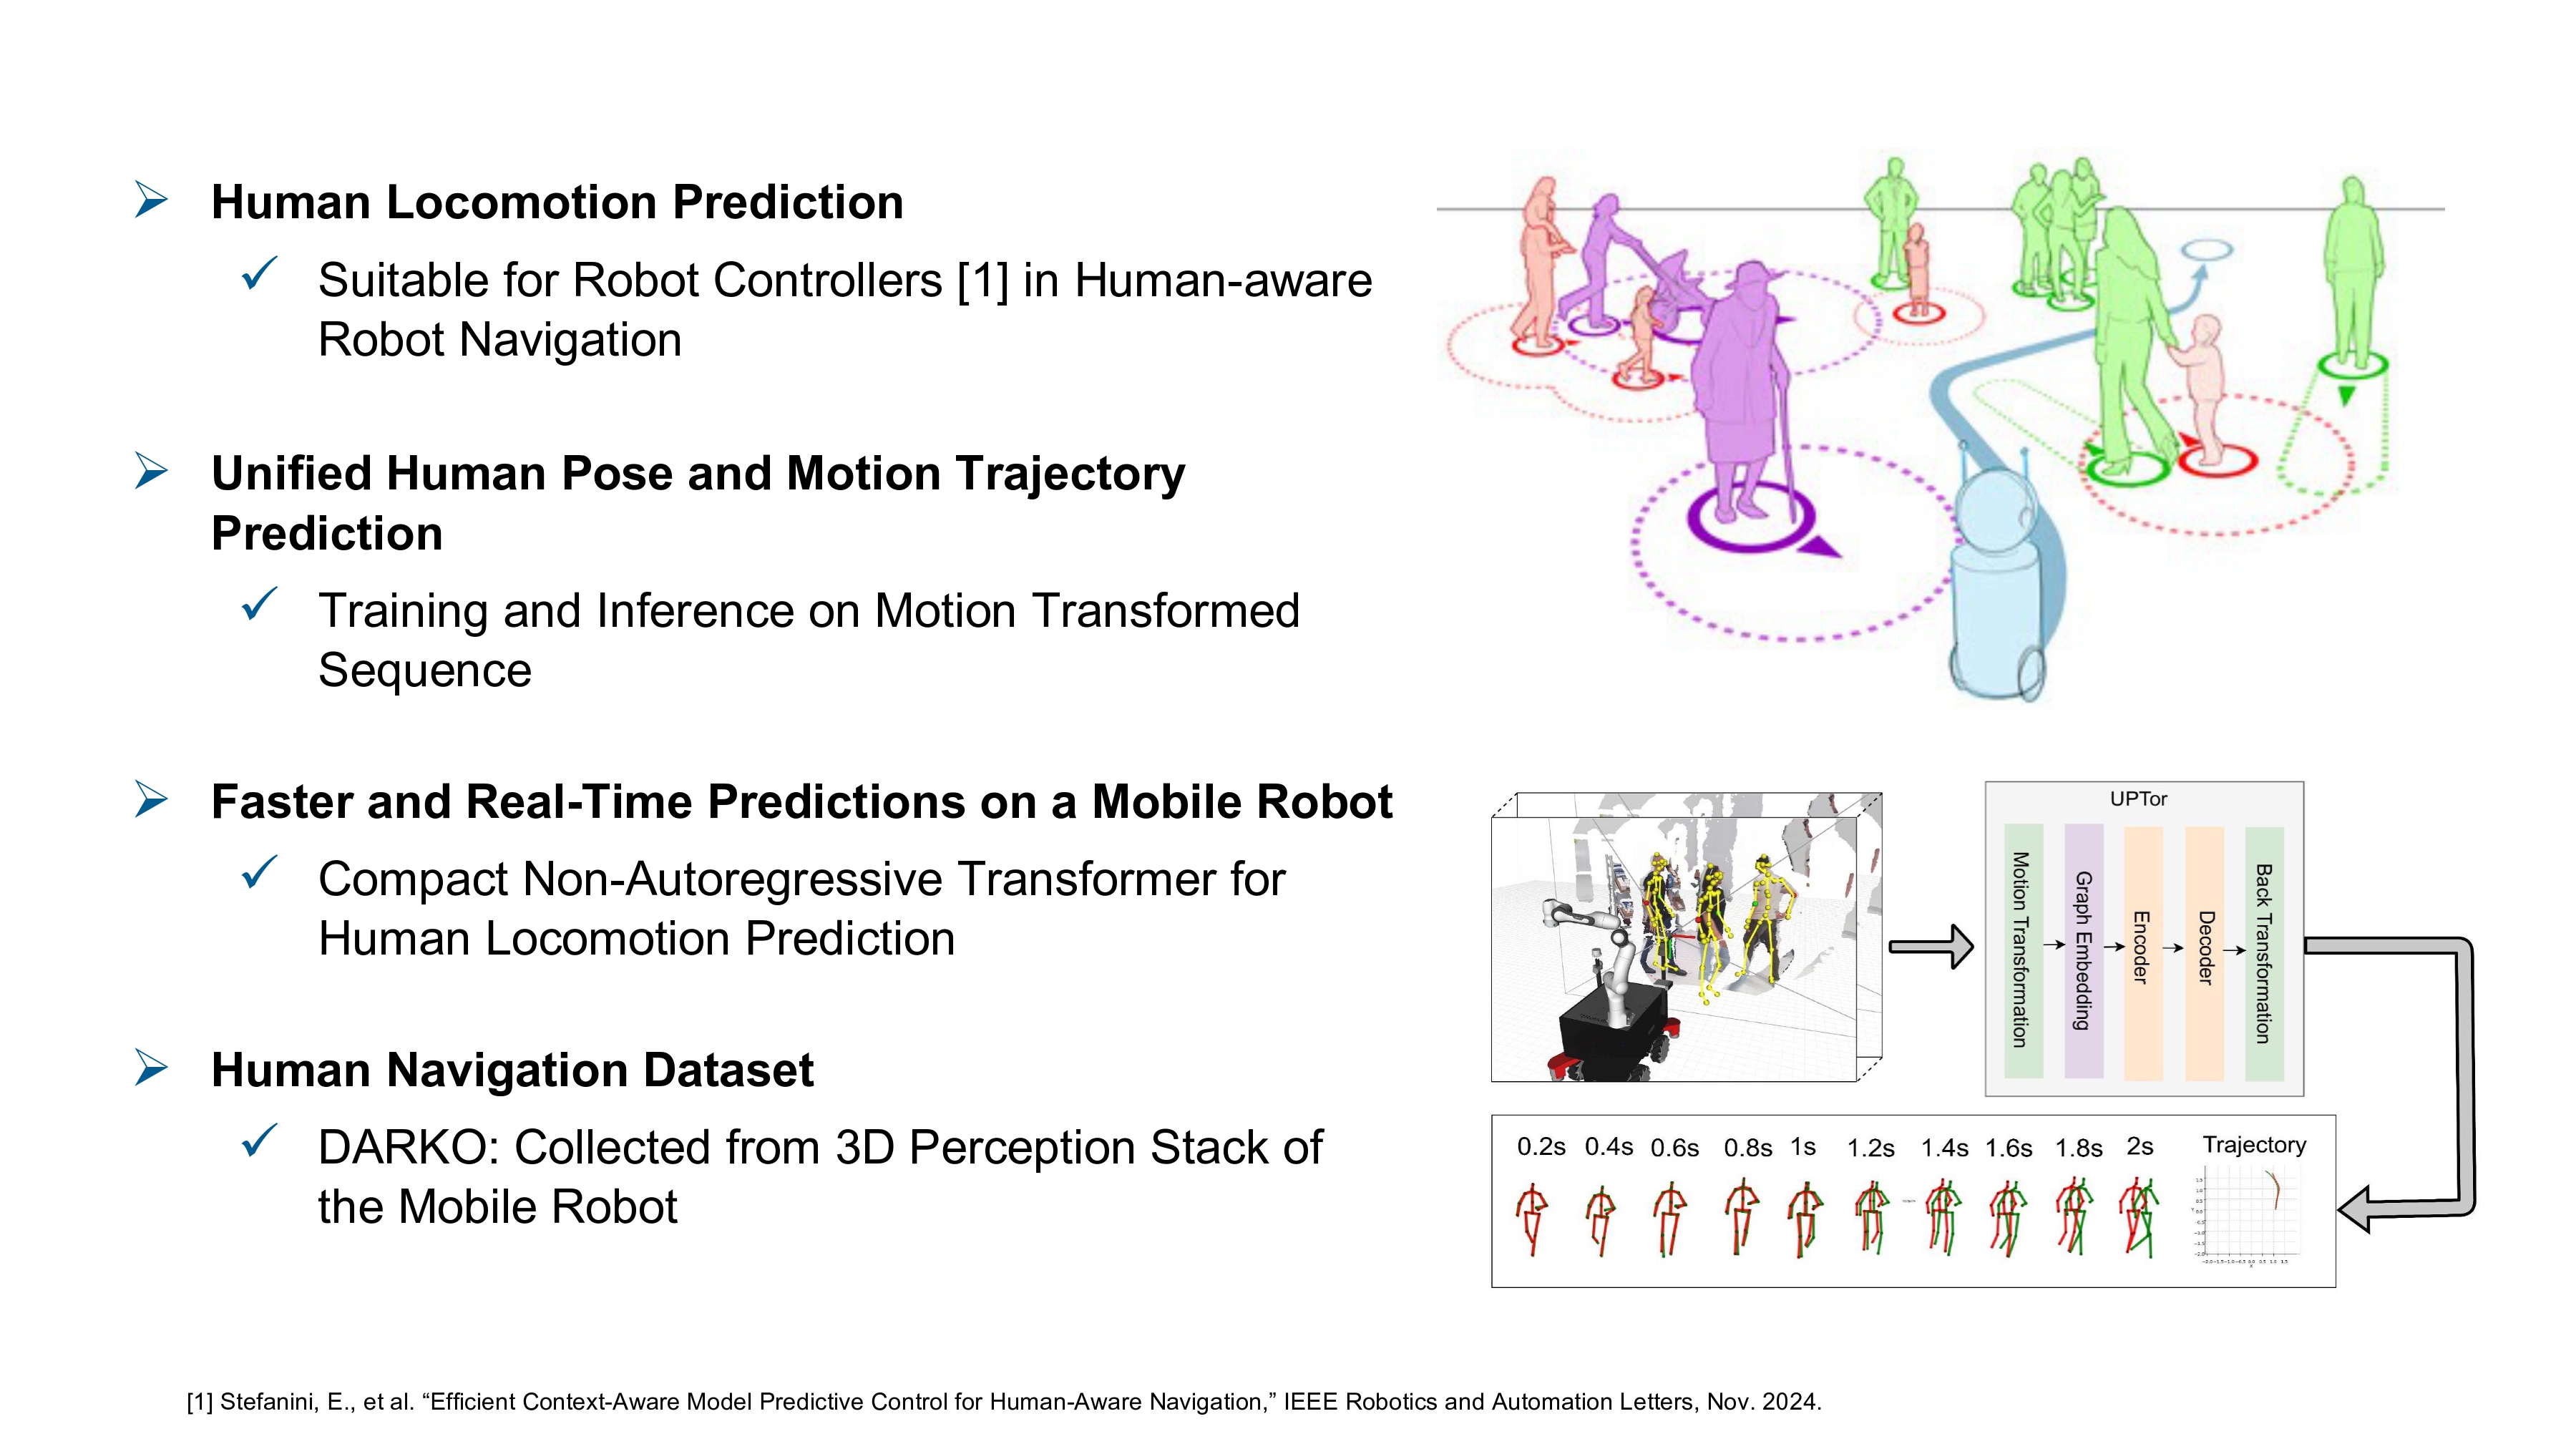 Human Locomotion Prediction
Suitable for Robot Controllers [1] in Human-aware
Robot Navigation
Unified Human Pose and Motion Trajectory
Prediction
Training and Inference on Motion Transformed
Sequence
Faster and Real-Time Predictions on a Mobile Robot
Compact Non-Autoregressive Transformer for
Human Locomotion Prediction
Human Navigation Dataset
DARKO: Collected from 3D Perception Stack of
the Mobile Robot
UPTor
Motion Transformation
Graph Embedding
Encoder
Decoder
Back Transformation
0.2s 0.4s 0.6s 0.8s 1s 1.2s 1.4s 1.6s 1.8s 2s Trajectory
[1] Stefanini, E., et al. “Efficient Context-Aware Model Predictive Control for Human-Aware Navigation,” IEEE Robotics and Automation Letters, Nov. 2024.